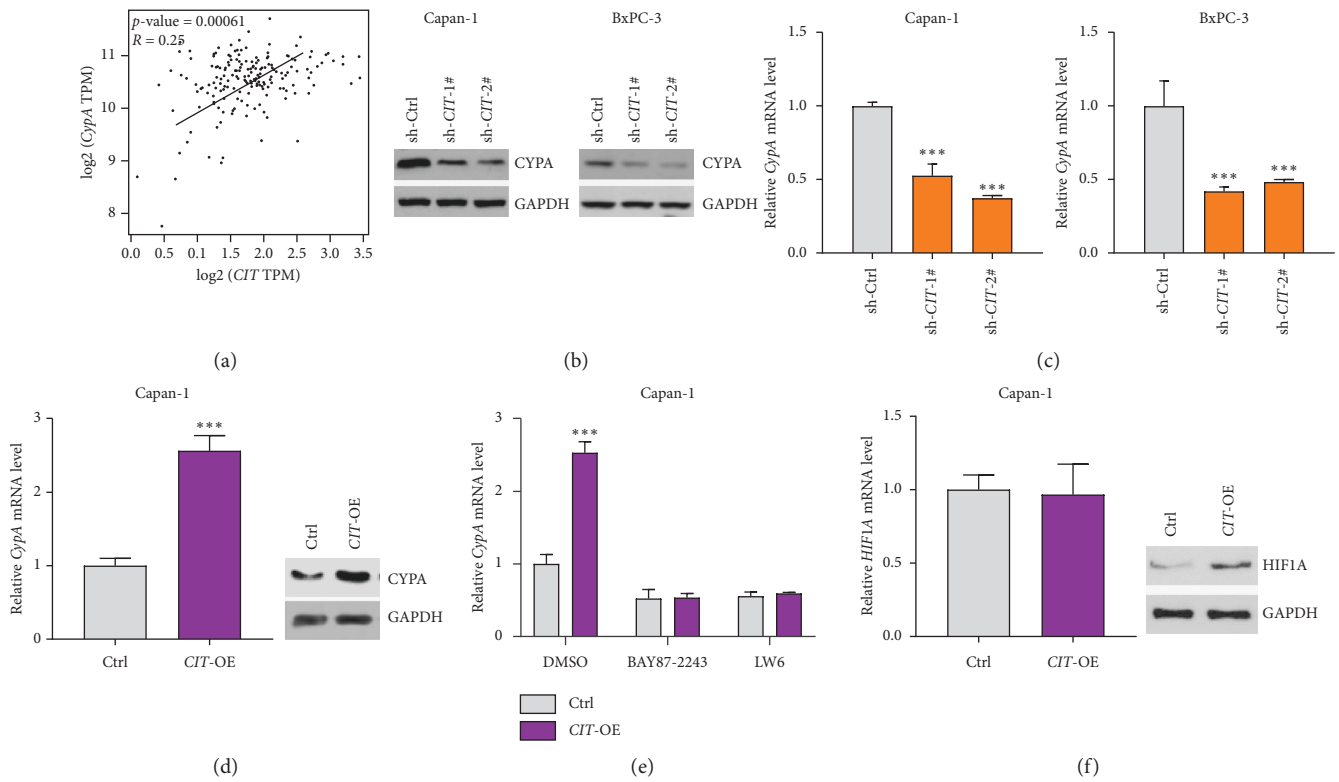 p-value = 0.00061
R = 0.25
log2 (CypA TPM)
11
10
9
8
0.0 0.5 0.1 1.5 2.0 2.5 3.0 3.5
log2 (CIT TPM)
(a)
Capan-1
BxPC-3
sh-Ctrl
sh-CIT-1#
sh-CIT-2#
sh-Ctrl
sh-CIT-1#
sh-CIT-2#
CYPA
GAPDH
CYPA
GAPDH
(b)
Capan-1
Relative CypA mRNA level
1.5
1.0
0.5
0.0
***
***
sh-Ctrl
sh-CIT-1#
sh-CIT-2#
BxPC-3
Relative CypA mRNA level
1.5
1.0
0.5
0.0
***
***
sh-Ctrl
sh-CIT-1#
sh-CIT-2#
(c)
Capan-1
Relative CypA mRNA level
3
2
1
0
***
Ctrl
CIT-OE
Ctrl
CIT-OE
CYPA
GAPDH
(d)
Capan-1
Relative CypA mRNA level
3
2
1
0
***
DMSO
BAY87-2243
LW6
Ctrl
CIT-OE
(e)
Capan-1
Relative HIF1A mRNA level
1.5
1.0
0.5
0.0
Ctrl
CIT-OE
Ctrl
CIT-OE
HIF1A
GAPDH
(f)